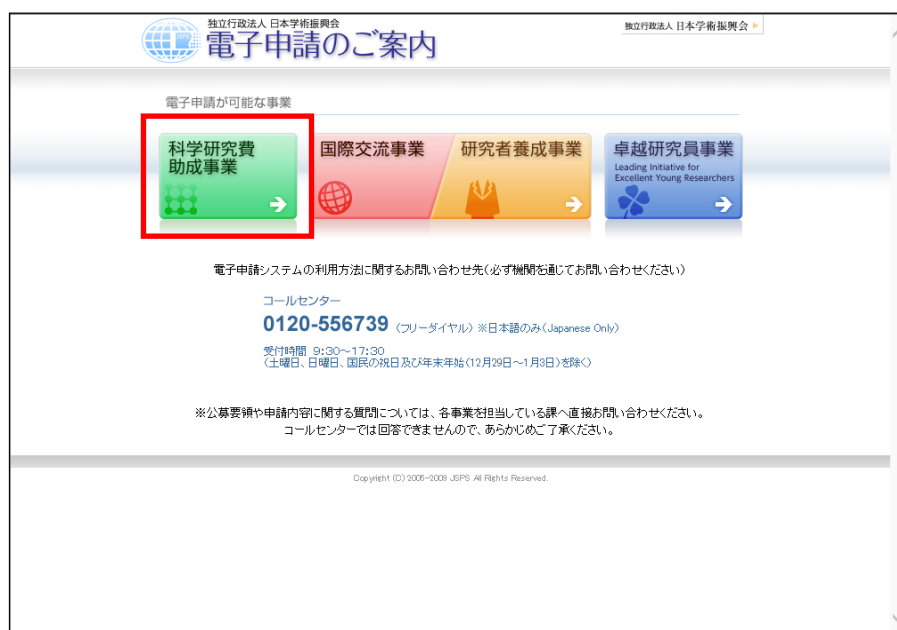 独立行政法人 日本学術振興会
電子申請のご案内
独立行政法人 日本学術振興会
電子申請が可能な事業
科学研究費
助成事業
国際交流事業
研究者養成事業
卓越研究員事業
Leading Initiative for
Excellent Young Researchers
電子申請システムの利用方法に関するお問い合わせ先(必ず機関を通じてお問い合わせください)
コールセンター
0120-556739 (フリーダイヤル) ※日本語のみ(Japanese Only)
受付時間 9:30~17:30
(土曜日、日曜日、国民の祝日及び年末年始(12月29日~1月3日)を除く)
※公募要領や申請内容に関する質問については、各事業を担当している課へ直接お問い合わせください。
コールセンターでは回答できませんので、あらかじめご了承ください。
Copyright (C) 2005-2009 JSPS All Rights Reserved.